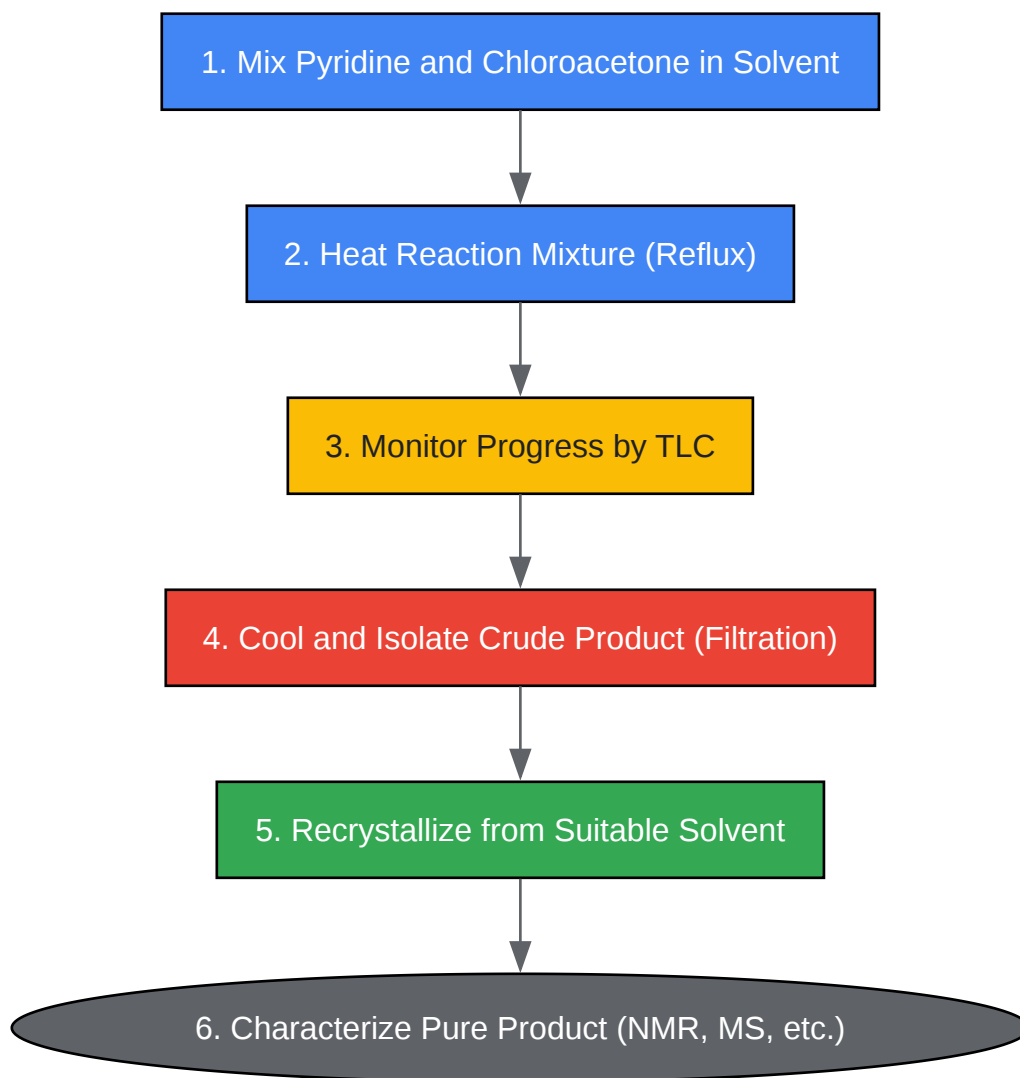 1. Mix Pyridine and Chloroacetone in Solvent
2. Heat Reaction Mixture (Reflux)
3. Monitor Progress by TLC
4. Cool and Isolate Crude Product (Filtration)
5. Recrystallize from Suitable Solvent
6. Characterize Pure Product (NMR, MS, etc.)